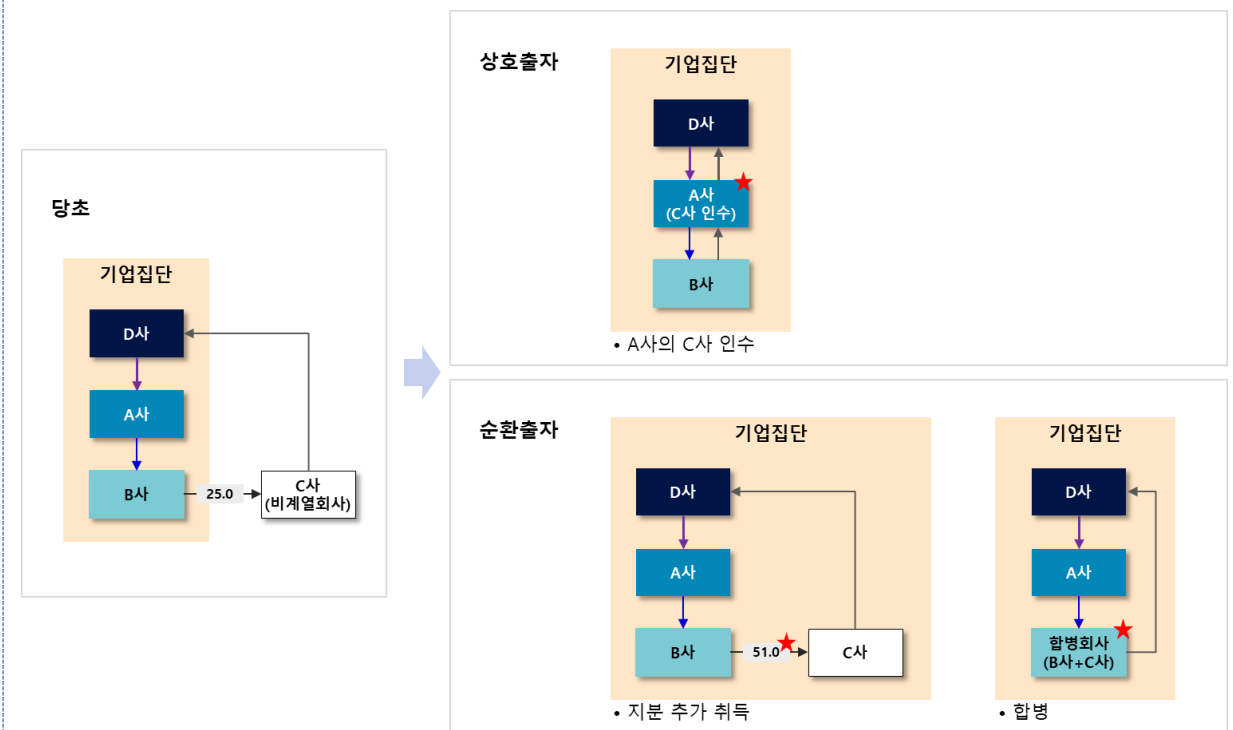 당초
기업집단
D사
A사
B사
25.0
C사
(비계열회사)
상호출자
기업집단
D사
A사
(C사 인수)
B사
• A사의 C사 인수
순환출자
기업집단
D사
A사
B사
51.0
C사
• 지분 추가 취득
기업집단
D사
A사
합병회사
(B사+C사)
• 합병